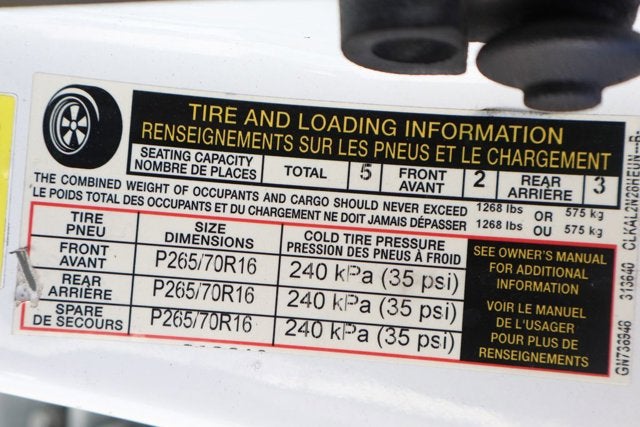 TIRE AND LOADING INFORMATION
RENSEIGNEMENTS SUR LES PNEUS ET LE CHARGEMENT
SEATING CAPACITY TOTAL 5 FRONT 2 REAR 3
NOMBRE DE PLACES AVANT ARRIÈRE
THE COMBINED WEIGHT OF OCCUPANTS AND CARGO SHOULD NEVER EXCEED 1268 lbs OR 575 kg
LE POIDS TOTAL DES OCCUPANTS ET DU CHARGEMENT NE DOIT JAMAIS DÉPASSER 1268 lbs OU 575 kg
TIRE SIZE COLD TIRE PRESSURE
PNEU DIMENSIONS PRESSION DES PNEUS À FROID
FRONT
AVANT P265/70R16 240 kPa (35 psi)
REAR
ARRIÈRE P265/70R16 240 kPa (35 psi)
SPARE
DE SECOURS P265/70R16 240 kPa (35 psi)
SEE OWNER'S MANUAL
FOR ADDITIONAL
INFORMATION
VOIR LE MANUEL
DE L'USAGER
POUR PLUS DE
RENSEIGNEMENTS
GN736940 313640